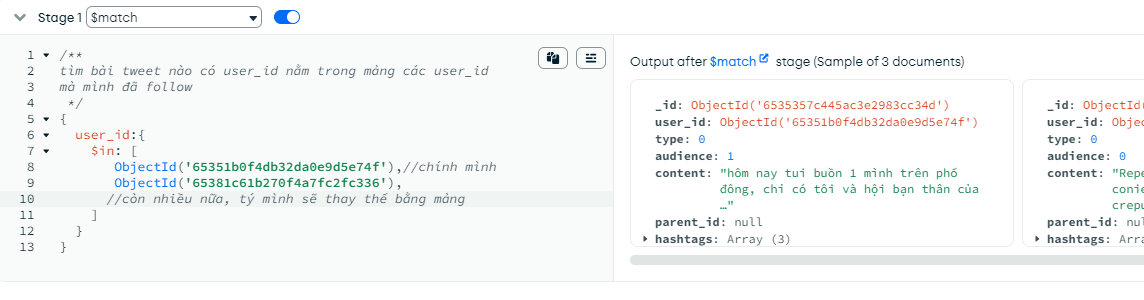 Stage 1 $match
1 /**
2 tìm bài tweet nào có user_id nằm trong mảng các user_id
3 mà mình đã follow
4 */
5 {
6 user_id:{
7 $in: [
8 ObjectId('65351b0f4db32da0e9d5e74f'),//chính mình
9 ObjectId('65381c61b270f4a7fc2fc336'),
10 //còn nhiều nữa, tý mình sẽ thay thế bằng mảng
11 ]
12 }
13 }
Output after $match stage (Sample of 3 documents)
_id: ObjectId('6535357c445ac3e2983cc34d')
user_id: ObjectId('65351b0f4db32da0e9d5e74f')
type: 0
audience: 1
content: "hôm nay tui buồn 1 mình trên phố
đông, chỉ có tôi và hội bạn thân của
…"
parent_id: null
hashtags: Array (3)
_id: ObjectId
user_id: Objec
type: 0
audience: 0
content: "Repe
conie
crepu
parent_id: nul
hashtags: Arra